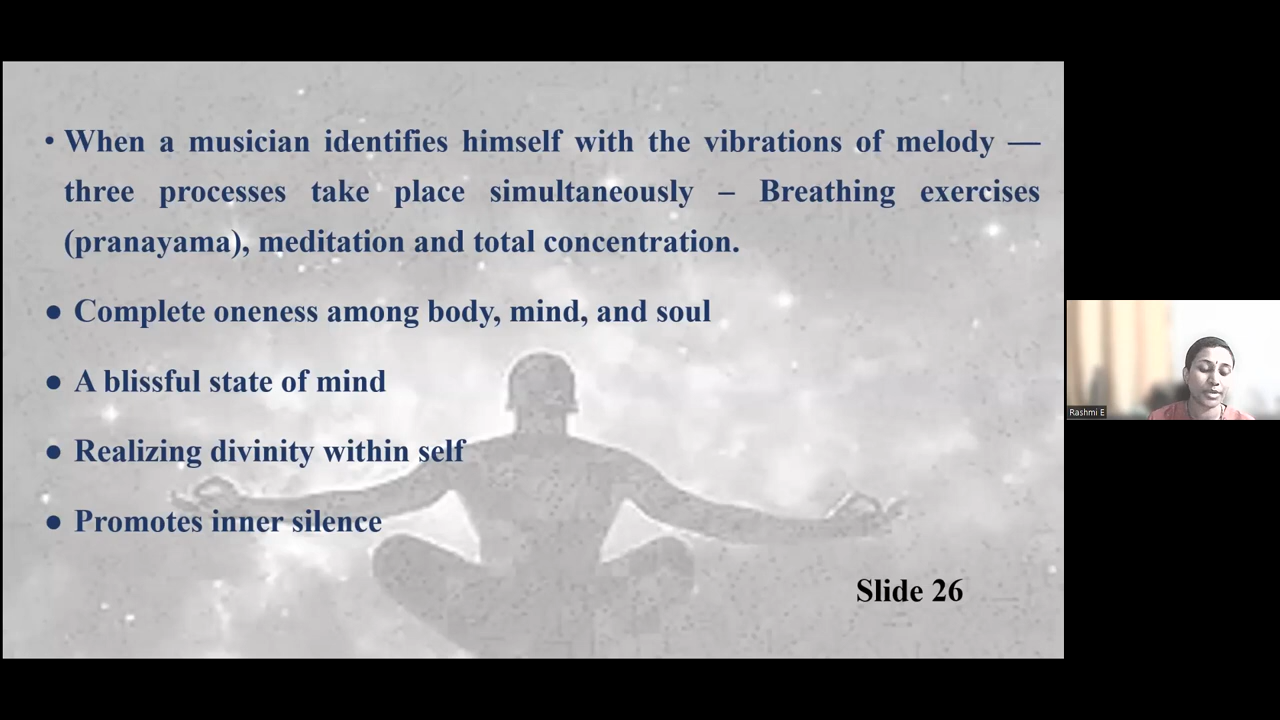 • When a musician identifies himself with the vibrations of melody —
three processes take place simultaneously – Breathing exercises
(pranayama), meditation and total concentration.
● Complete oneness among body, mind, and soul
● A blissful state of mind
● Realizing divinity within self
● Promotes inner silence
Slide 26
Rashmi E